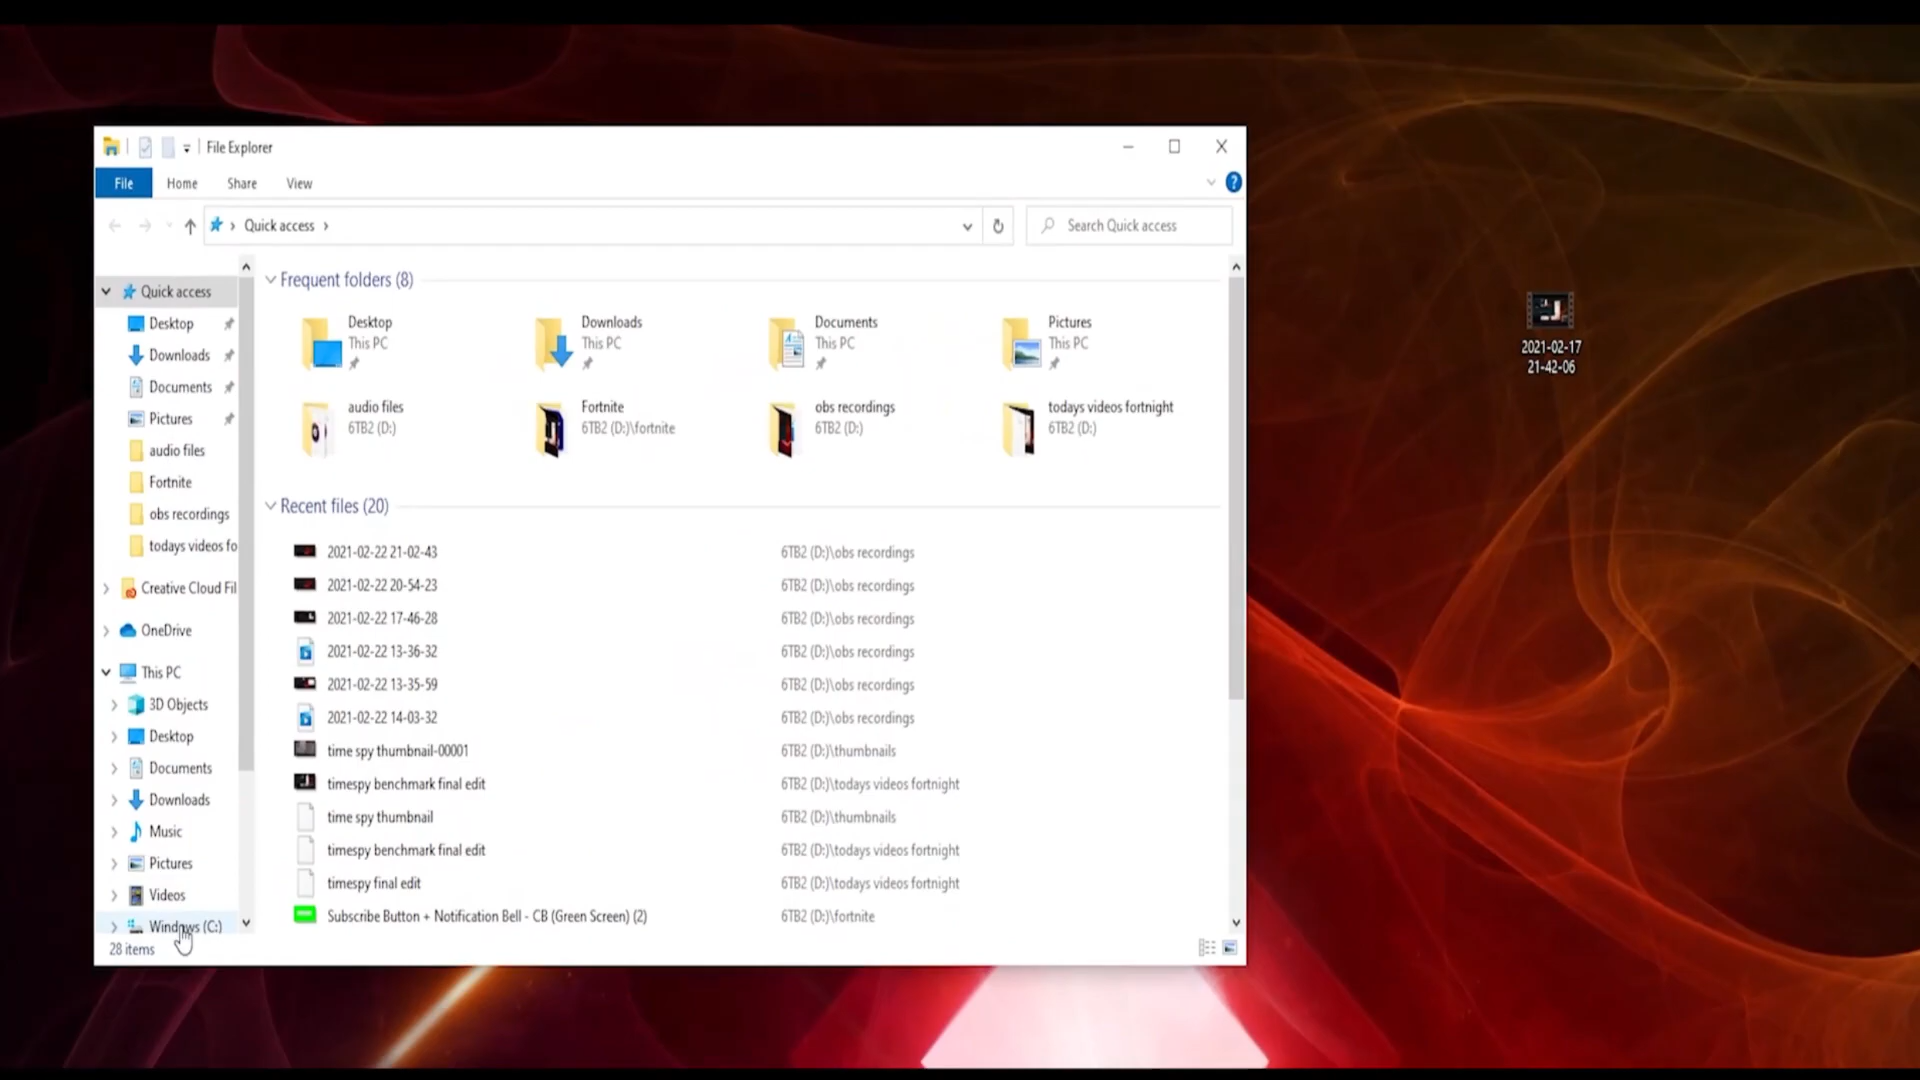 File Explorer
File Home Share View
Quick access
Search Quick access
Quick access
Desktop
Downloads
Documents
Pictures
audio files
Fortnite
obs recordings
todays videos fo
Creative Cloud Fil
OneDrive
This PC
3D Objects
Desktop
Documents
Downloads
Music
Pictures
Videos
Windows (C:)
28 items
Frequent folders (8)
Desktop
This PC
Downloads
This PC
Documents
This PC
Pictures
This PC
audio files
6TB2 (D:)
Fortnite
6TB2 (D:)\fortnite
obs recordings
6TB2 (D:)
todays videos fortnight
6TB2 (D:)
Recent files (20)
2021-02-22 21-02-43 6TB2 (D:)\obs recordings
2021-02-22 20-54-23 6TB2 (D:)\obs recordings
2021-02-22 17-46-28 6TB2 (D:)\obs recordings
2021-02-22 13-36-32 6TB2 (D:)\obs recordings
2021-02-22 13-35-59 6TB2 (D:)\obs recordings
2021-02-22 14-03-32 6TB2 (D:)\obs recordings
time spy thumbnail-00001 6TB2 (D:)\thumbnails
timespy benchmark final edit 6TB2 (D:)\todays videos fortnight
time spy thumbnail 6TB2 (D:)\thumbnails
timespy benchmark final edit 6TB2 (D:)\todays videos fortnight
timespy final edit 6TB2 (D:)\todays videos fortnight
Subscribe Button + Notification Bell - CB (Green Screen) (2) 6TB2 (D:)\fortnite
2021-02-17
21-42-06